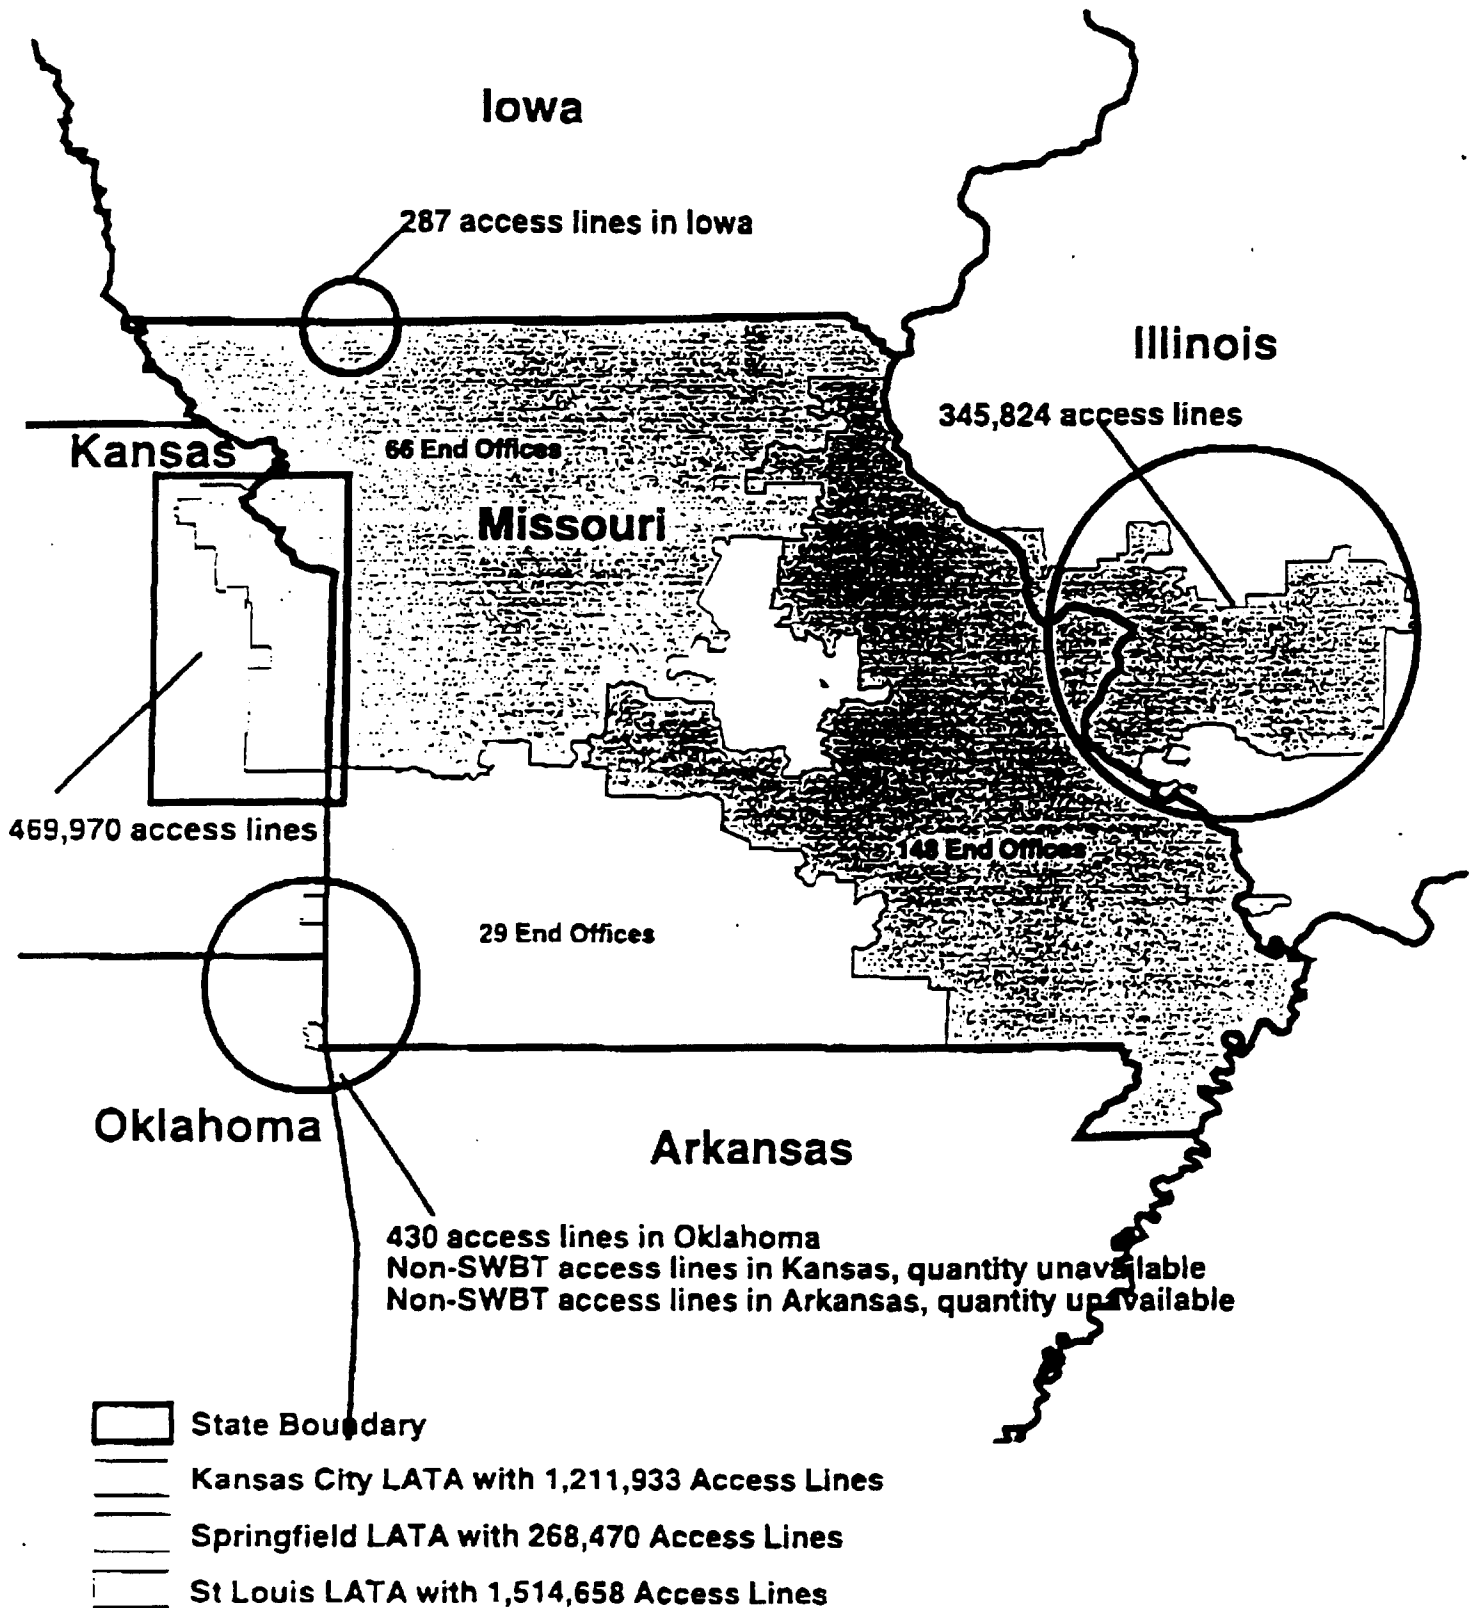 Iowa
287 access lines in Iowa
Illinois
345,824 access lines
Kansas
66 End Offices
Missouri
469,970 access lines
148 End Offices
29 End Offices
Oklahoma
Arkansas
430 access lines in Oklahoma
Non-SWBT access lines in Kansas, quantity unavailable
Non-SWBT access lines in Arkansas, quantity unavailable
State Boundary
Kansas City LATA with 1,211,933 Access Lines
Springfield LATA with 268,470 Access Lines
St Louis LATA with 1,514,658 Access Lines